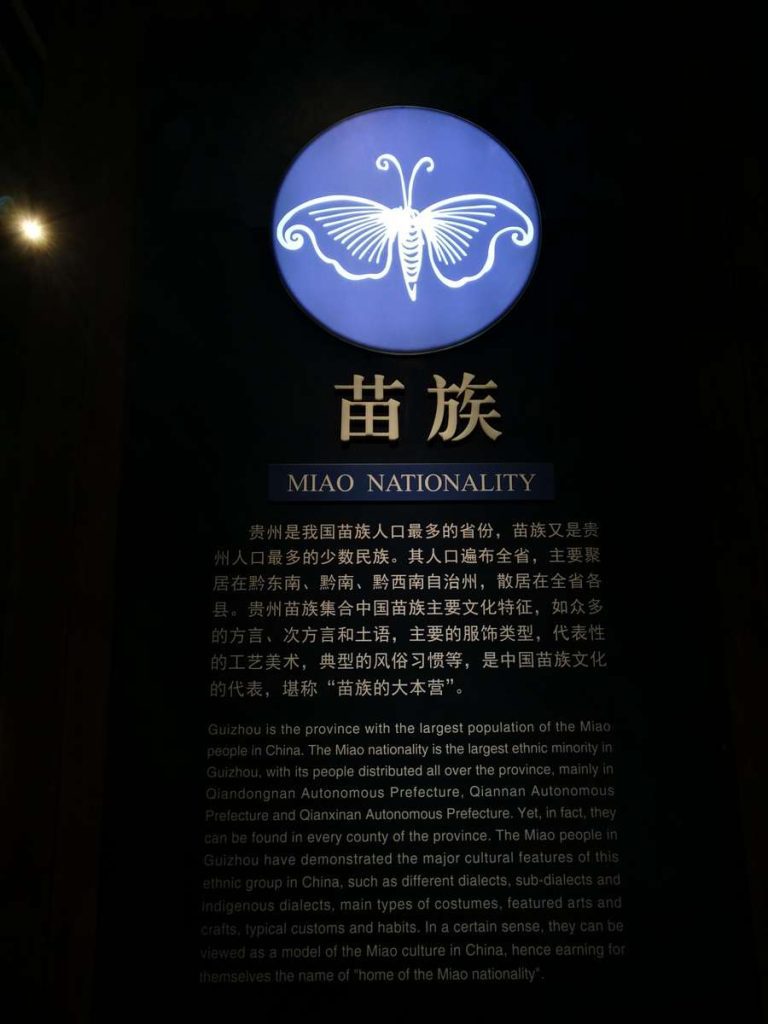 苗族
MIAO NATIONALITY
贵州是我国苗族人口最多的省份，苗族又是贵
州人口最多的少数民族。其人口遍布全省，主要聚
居在黔东南、黔南、黔西南自治州，散居在全省各
县。贵州苗族集合中国苗族主要文化特征，如众多
的方言、次方言和土语，主要的服饰类型，代表性
的工艺美术，典型的风俗习惯等，是中国苗族文化
的代表，堪称“苗族的大本营”。
Guizhou is the province with the largest population of the Miao
people in China. The Miao nationality is the largest ethnic minority in
Guizhou, with its people distributed all over the province, mainly in
Qiandongnan Autonomous Prefecture, Qiannan Autonomous
Prefecture and Qianxinan Autonomous Prefecture. Yet, in fact, they
can be found in every county of the province. The Miao people in
Guizhou have demonstrated the major cultural features of this
ethnic group in China, such as different dialects, sub-dialects and
indigenous dialects, main types of costumes, featured arts and
crafts, typical customs and habits. In a certain sense, they can be
viewed as a model of the Miao culture in China, hence earning for
themselves the name of "home of the Miao nationality".